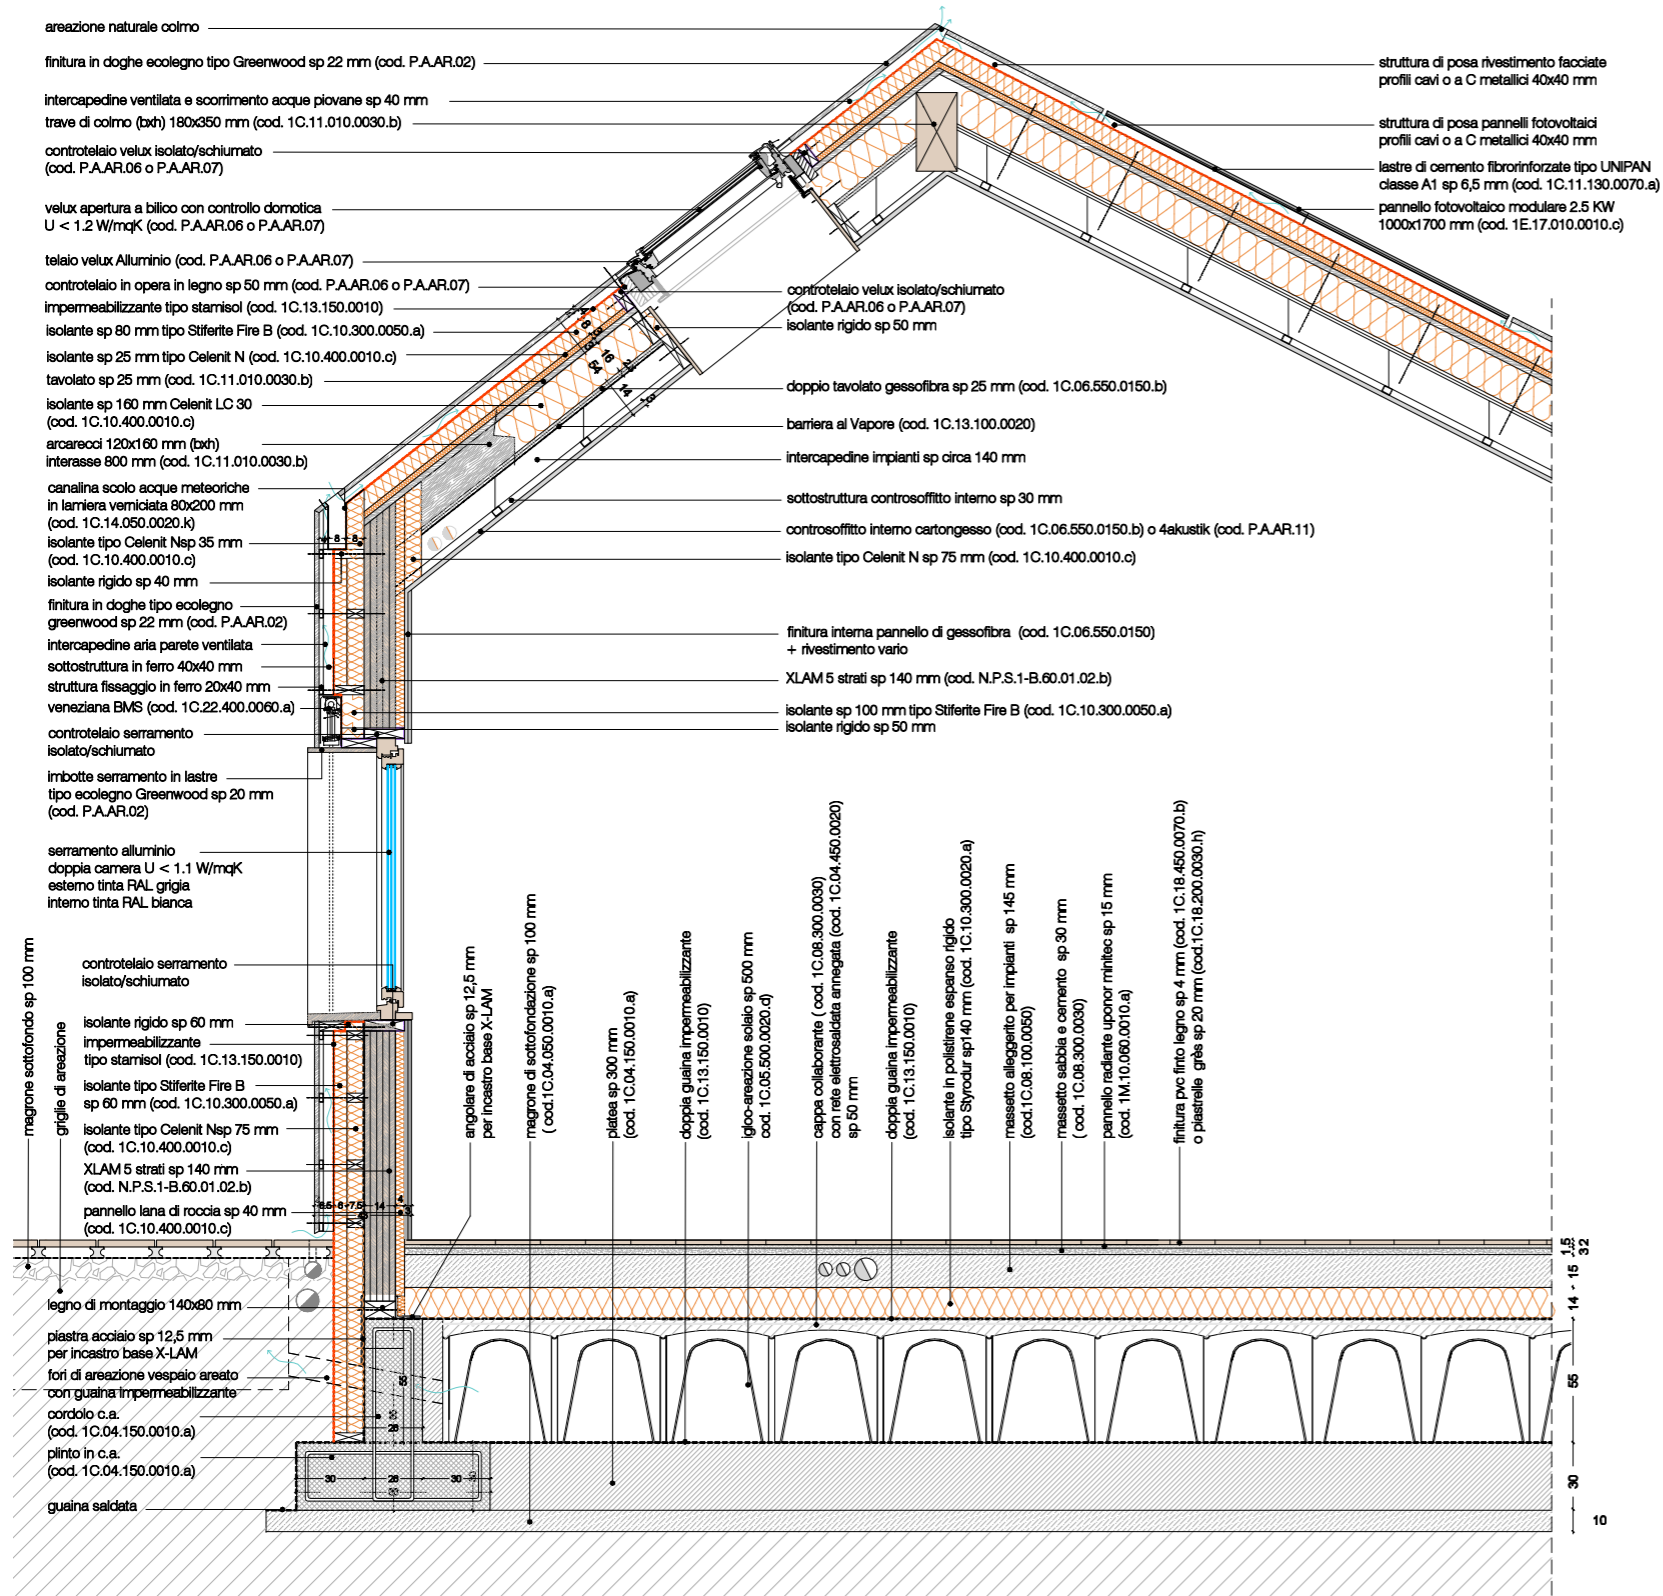 areazione naturale colmo
finitura in doghe ecolegno tipo Greenwood sp 22 mm (cod. P.A.AR.02)
intercapedine ventilata e scorrimento acque piovane sp 40 mm
trave di colmo (bxh) 180x350 mm (cod. 1C.11.010.0030.b)
controtelaio velux isolato/schiumato
(cod. P.A.AR.06 o P.A.AR.07)
velux apertura a bilico con controllo domotica
U < 1.2 W/mqK (cod. P.A.AR.06 o P.A.AR.07)
telaio velux Alluminio (cod. P.A.AR.06 o P.A.AR.07)
controtelaio in opera in legno sp 50 mm (cod. P.A.AR.06 o P.A.AR.07)
impermeabilizzante tipo stamisol (cod. 1C.13.150.0010)
isolante sp 80 mm tipo Stiferite Fire B (cod. 1C.10.300.0050.a)
isolante sp 25 mm tipo Celenit N (cod. 1C.10.400.0010.c)
tavolato sp 25 mm (cod. 1C.11.010.0030.b)
isolante sp 160 mm Celenit LC 30
(cod. 1C.10.400.0010.c)
arcarecci 120x160 mm (bxh)
interasse 800 mm (cod. 1C.11.010.0030.b)
canalina scolo acque meteoriche
in lamiera verniciata 80x200 mm
(cod. 1C.14.050.0020.k)
isolante tipo Celenit Nsp 35 mm
(cod. 1C.10.400.0010.c)
isolante rigido sp 40 mm
finitura in doghe tipo ecolegno
greenwood sp 22 mm (cod. P.A.AR.02)
intercapedine aria parete ventilata
sottostruttura in ferro 40x40 mm
struttura fissaggio in ferro 20x40 mm
veneziana BMS (cod. 1C.22.400.0060.a)
controtelaio serramento
isolato/schiumato
imbotte serramento in lastre
tipo ecolegno Greenwood sp 20 mm
(cod. P.A.AR.02)
serramento alluminio
doppia camera U < 1.1 W/mqK
esterno tinta RAL grigia
interno tinta RAL bianca
controtelaio serramento
isolato/schiumato
isolante rigido sp 60 mm
impermeabilizzante
tipo stamisol (cod. 1C.13.150.0010)
isolante tipo Stiferite Fire B
sp 60 mm (cod. 1C.10.300.0050.a)
isolante tipo Celenit Nsp 75 mm
(cod. 1C.10.400.0010.c)
XLAM 5 strati sp 140 mm
(cod. N.P.S.1-B.60.01.02.b)
pannello lana di roccia sp 40 mm
(cod. 1C.10.400.0010.c)
legno di montaggio 140x80 mm
piastra acciaio sp 12,5 mm
per incastro base X-LAM
fori di areazione vespaio areato
con guaina impermeabilizzante
cordolo c.a.
(cod. 1C.04.150.0010.a)
plinto in c.a.
(cod. 1C.04.150.0010.a)
guaina saldata
struttura di posa rivestimento facciate
profili cavi o a C metallici 40x40 mm
struttura di posa pannelli fotovoltaici
profili cavi o a C metallici 40x40 mm
lastre di cemento fibrorinforzate tipo UNIPAN
classe A1 sp 6,5 mm (cod. 1C.11.130.0070.a)
pannello fotovoltaico modulare 2.5 KW
1000x1700 mm (cod. 1E.17.010.0010.c)
controtelaio velux isolato/schiumato
(cod. P.A.AR.06 o P.A.AR.07)
isolante rigido sp 50 mm
doppio tavolato gessofibra sp 25 mm (cod. 1C.06.550.0150.b)
barriera al Vapore (cod. 1C.13.100.0020)
intercapedine impianti sp circa 140 mm
sottostruttura controsoffitto interno sp 30 mm
controsoffitto interno cartongesso (cod. 1C.06.550.0150.b) o 4akustik (cod. P.A.AR.11)
isolante tipo Celenit N sp 75 mm (cod. 1C.10.400.0010.c)
finitura interna pannello di gessofibra (cod. 1C.06.550.0150)
+ rivestimento vario
XLAM 5 strati sp 140 mm (cod. N.P.S.1-B.60.01.02.b)
isolante sp 100 mm tipo Stiferite Fire B (cod. 1C.10.300.0050.a)
isolante rigido sp 50 mm
magrone sottofondo sp 100 mm
griglie di areazione
angolare di acciaio sp 12,5 mm
per incastro base X-LAM
magrone di sottofondazione sp 100 mm
( cod.1C.04.050.0010.a)
platea sp 300 mm
(cod. 1C.04.150.0010.a)
doppia guaina impermeabilizzante
(cod. 1C.13.150.0010)
igloo-areazione solaio sp 500 mm
cod. 1C.05.500.0020.d)
cappa collaborante ( cod. 1C.08.300.0030)
con rete elettrosaldata annegata (cod. 1C.04.450.0020)
sp 50 mm
doppia guaina impermeabilizzante
(cod. 1C.13.150.0010)
isolante in polistirene espanso rigido
tipo Styrodur sp140 mm (cod. 1C.10.300.0020.a)
massetto alleggerito per impianti sp 145 mm
(cod.1C.08.100.0050)
massetto sabbia e cemento sp 30 mm
( cod. 1C.08.300.0030)
pannello radiante uponor minitec sp 15 mm
(cod. 1M.10.060.0010.a)
finitura pvc finto legno sp 4 mm (cod. 1C.18.450.0070.b)
o piastrelle grès sp 20 mm (cod.1C.18.200.0030.h)
16
54
14
8 8
14
4
55
28
30 28 30
1.5
32
14 - 15
55
30
10